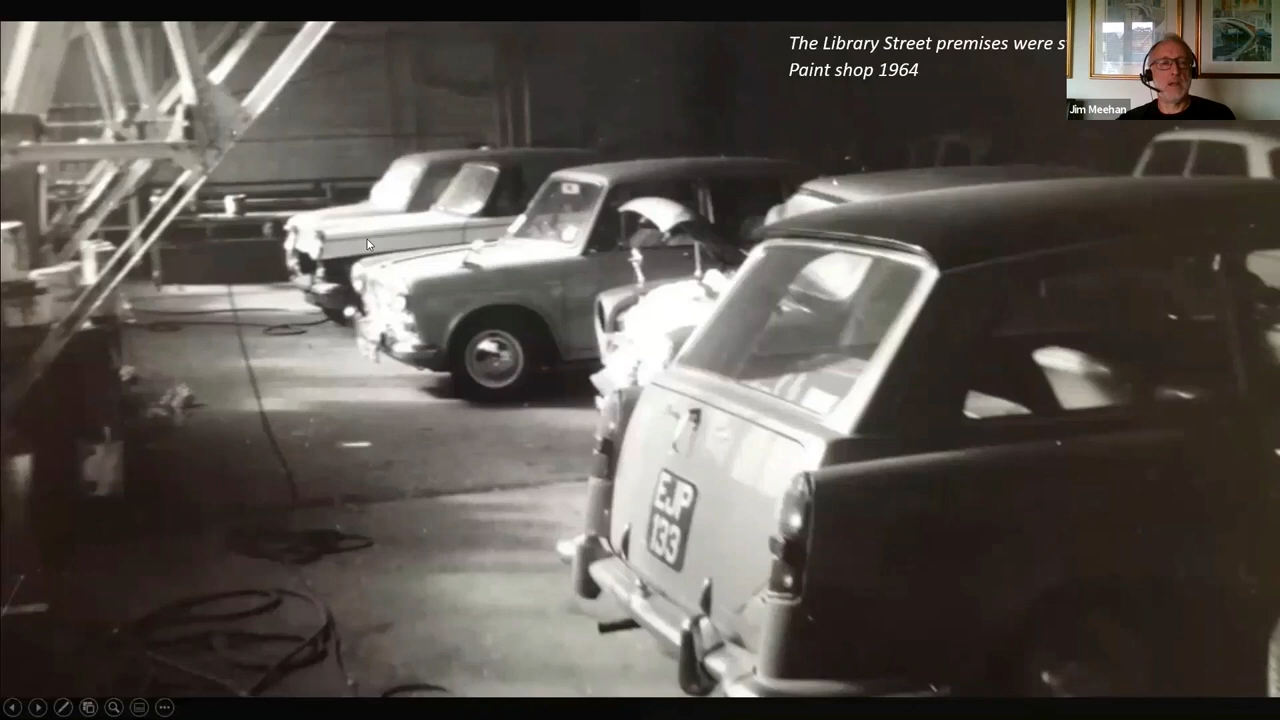 The Library Street premises were s
Paint shop 1964
Jim Meehan
EJP
133